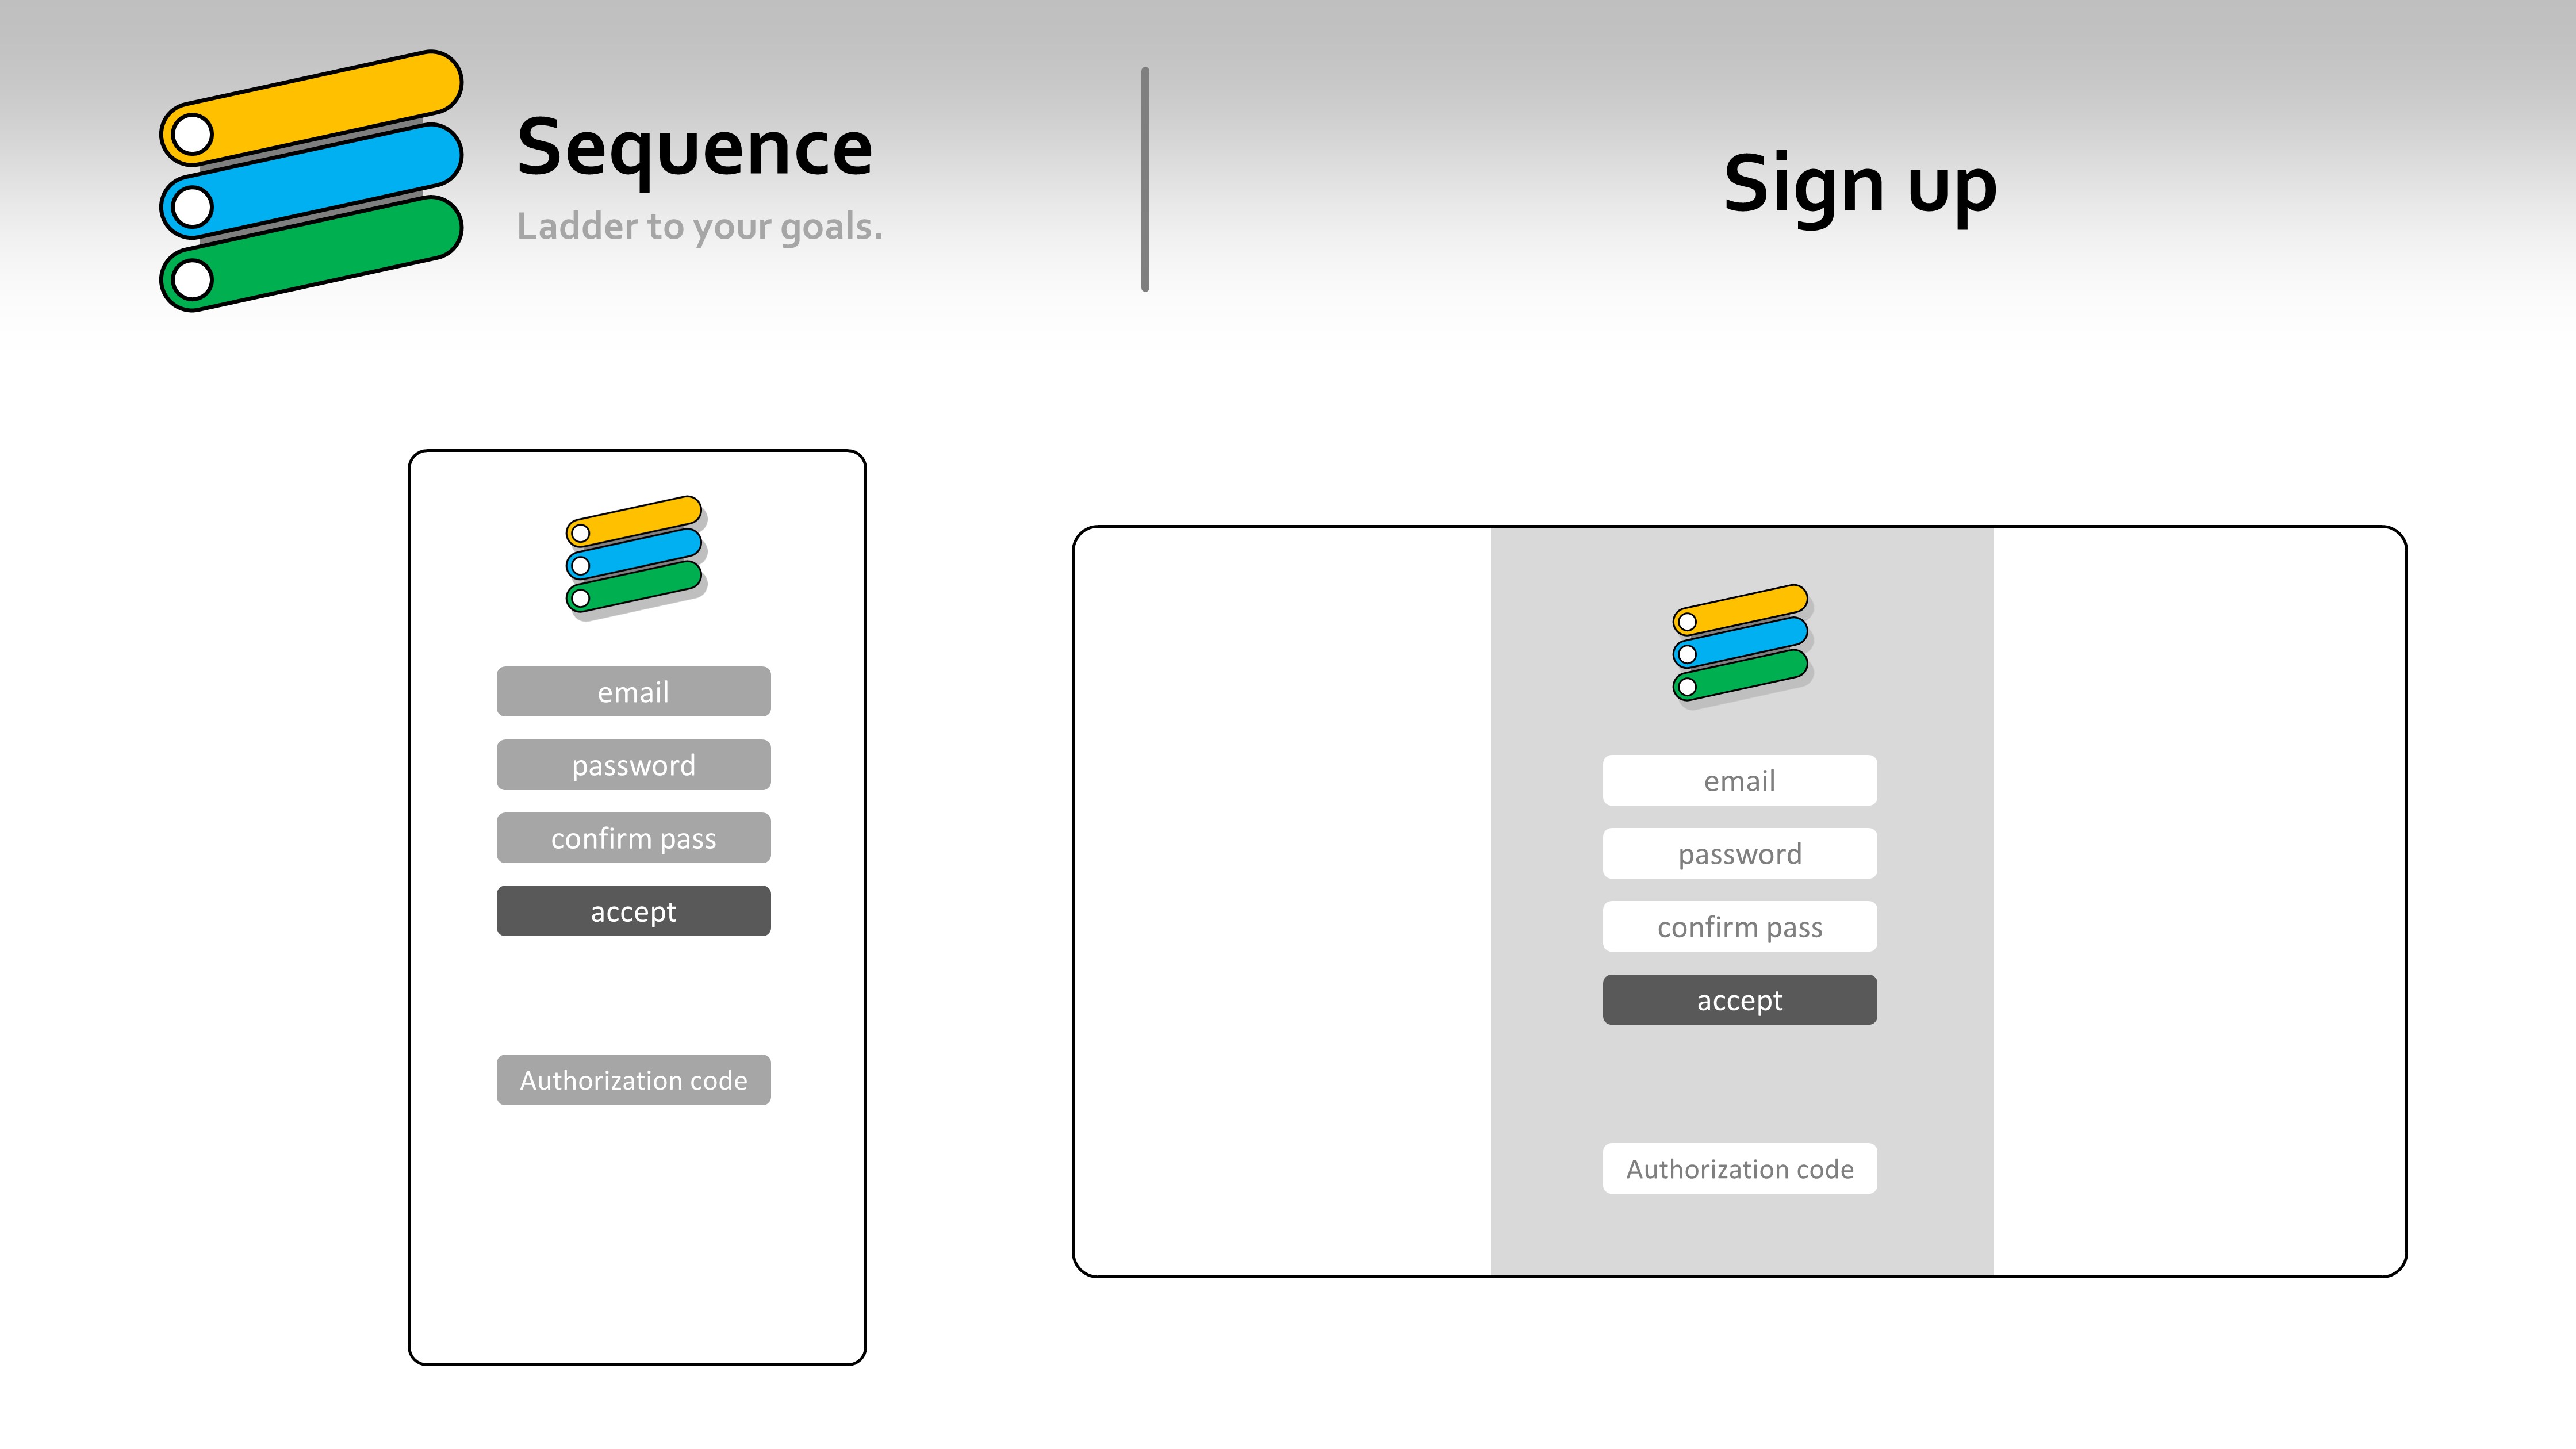 Sequence
Ladder to your goals.
Sign up
email
password
confirm pass
accept
Authorization code
email
password
confirm pass
accept
Authorization code